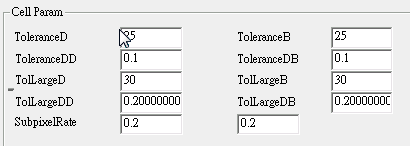 Cell Param
ToleranceD 25 ToleranceB 25
ToleranceDD 0.1 ToleranceDB 0.1
TolLargeD 30 TolLargeB 30
TolLargeDD 0.20000000 TolLargeDB 0.20000000
SubpixelRate 0.2 0.2